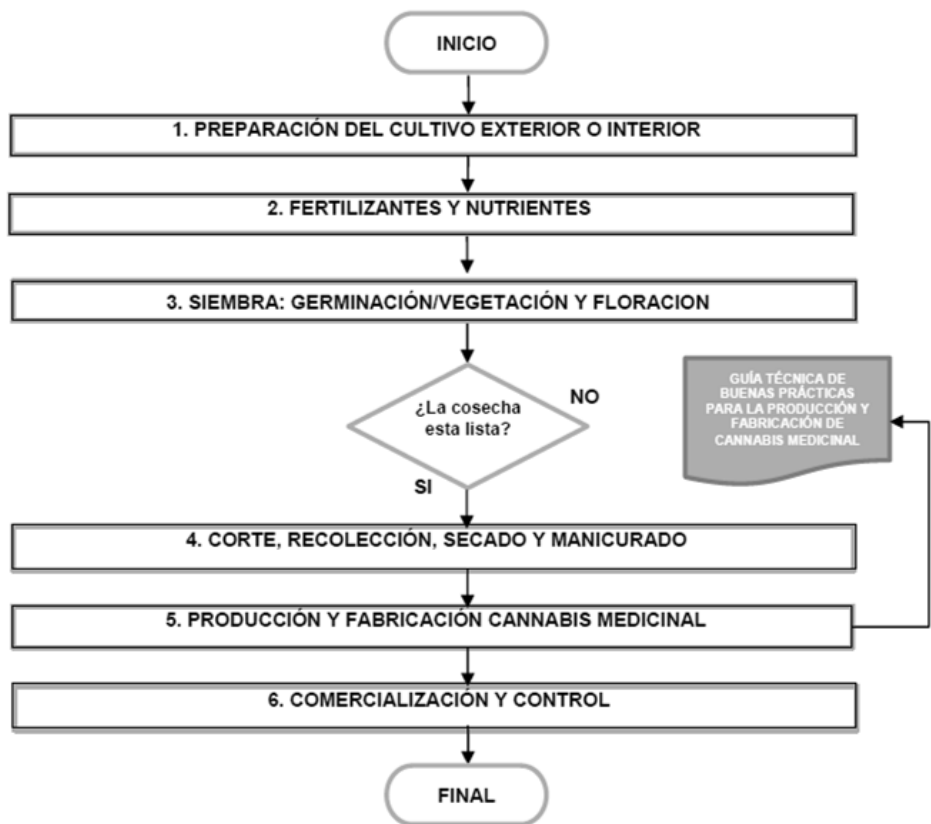 INICIO
1. PREPARACIÓN DEL CULTIVO EXTERIOR O INTERIOR
2. FERTILIZANTES Y NUTRIENTES
3. SIEMBRA: GERMINACIÓN/VEGETACIÓN Y FLORACION
¿La cosecha
esta lista?
NO
SI
GUÍA TÉCNICA DE
BUENAS PRÁCTICAS
PARA LA PRODUCCIÓN Y
FABRICACIÓN DE
CANNABIS MEDICINAL
4. CORTE, RECOLECCIÓN, SECADO Y MANICURADO
5. PRODUCCIÓN Y FABRICACIÓN CANNABIS MEDICINAL
6. COMERCIALIZACIÓN Y CONTROL
FINAL